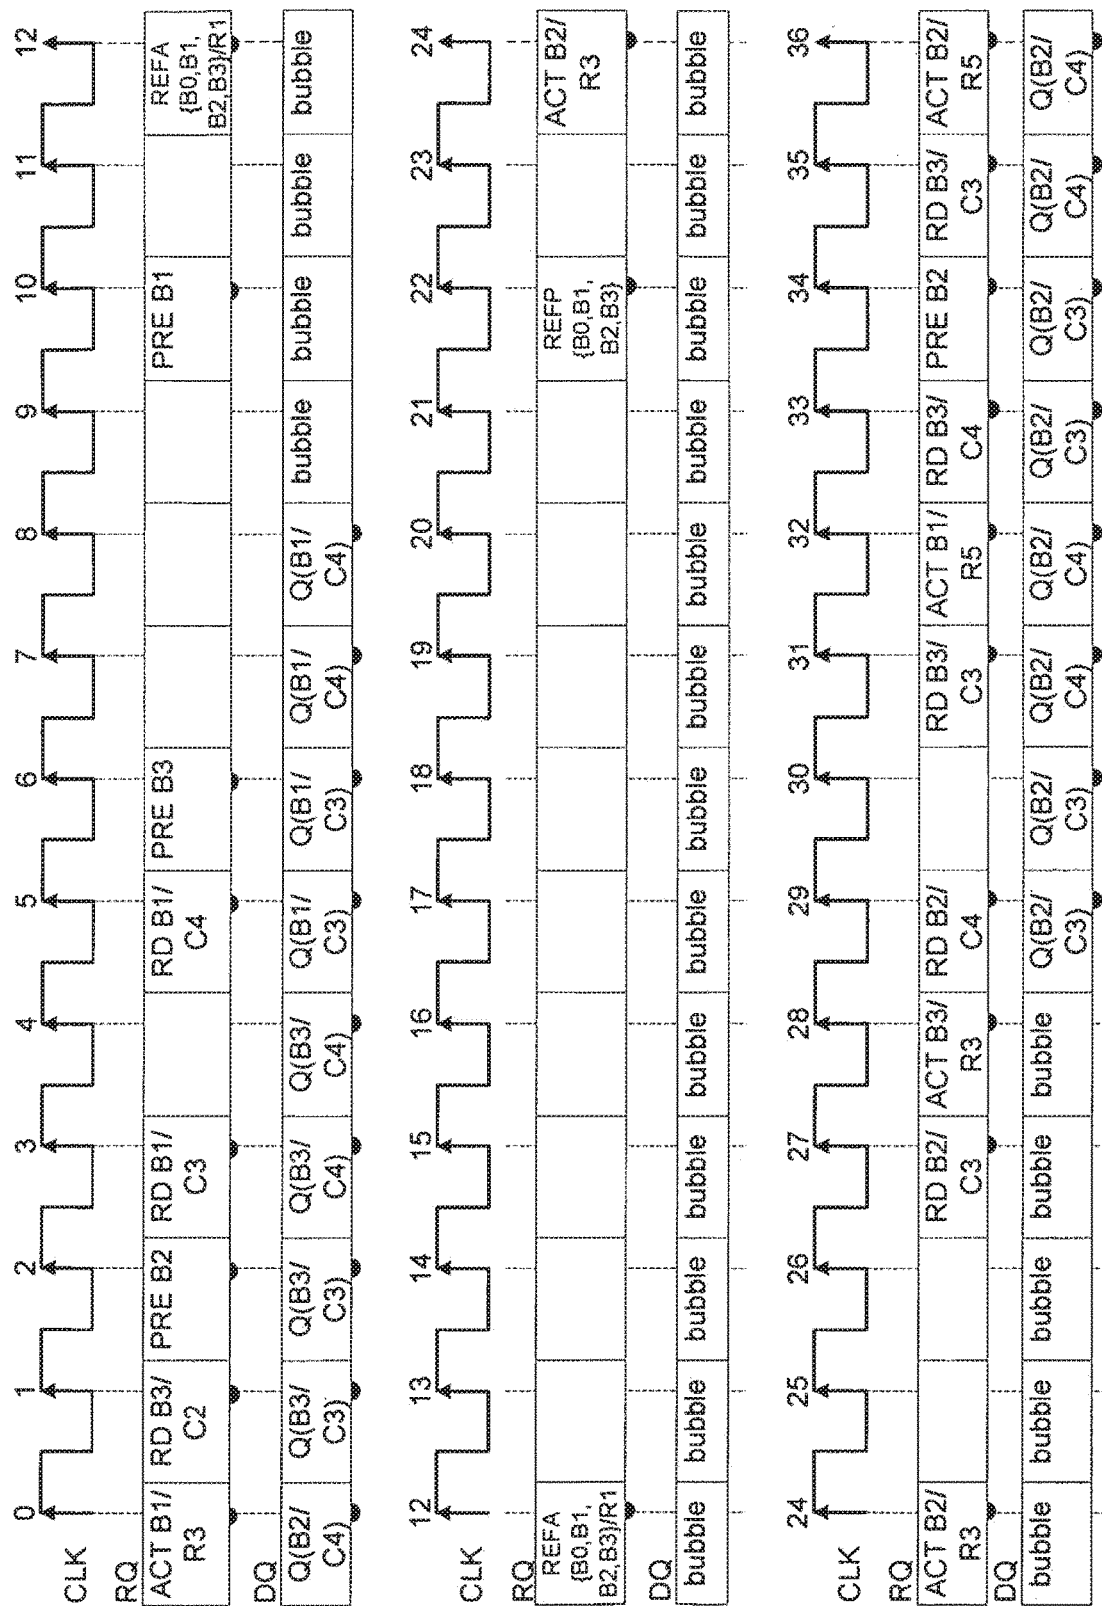 0 1 2 3 4 5 6 7 8 9 10 11 12
CLK
RQ
ACT B1/ R3
RD B3/ C2
PRE B2
RD B1/ C3
RD B1/ C4
PRE B3
PRE B1
REFA {B0,B1, B2,B3}/R1
DQ
Q(B2/ C4)
Q(B3/ C3)
Q(B3/ C3)
Q(B3/ C4)
Q(B3/ C4)
Q(B1/ C3)
Q(B1/ C3)
Q(B1/ C4)
Q(B1/ C4)
bubble
bubble
bubble
bubble
12 13 14 15 16 17 18 19 20 21 22 23 24
CLK
RQ
REFA {B0,B1, B2,B3}/R1
REFP {B0,B1, B2,B3}
ACT B2/ R3
DQ
bubble
bubble
bubble
bubble
bubble
bubble
bubble
bubble
bubble
bubble
bubble
bubble
bubble
24 25 26 27 28 29 30 31 32 33 34 35 36
CLK
RQ
ACT B2/ R3
RD B2/ C3
ACT B3/ R3
RD B2/ C4
RD B3/ C3
ACT B1/ R5
RD B3/ C4
PRE B2
RD B3/ C3
ACT B2/ R5
DQ
bubble
bubble
bubble
bubble
bubble
Q(B2/ C3)
Q(B2/ C3)
Q(B2/ C4)
Q(B2/ C4)
Q(B2/ C3)
Q(B2/ C3)
Q(B2/ C4)
Q(B2/ C4)